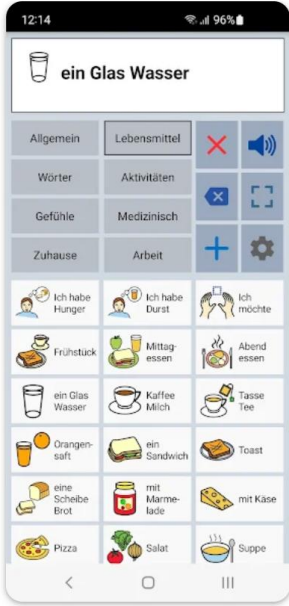 12:14
96%
ein Glas Wasser
Allgemein
Lebensmittel
Wörter
Aktivitäten
Gefühle
Medizinisch
Zuhause
Arbeit
Ich habe
Hunger
Ich habe
Durst
Ich
möchte
Frühstück
Mittag-
essen
Abend
essen
ein Glas
Wasser
Kaffee
Milch
Tasse
Tee
Orangen-
saft
ein
Sandwich
Toast
eine
Scheibe
Brot
mit
Marme-
lade
mit Käse
Pizza
Salat
Suppe